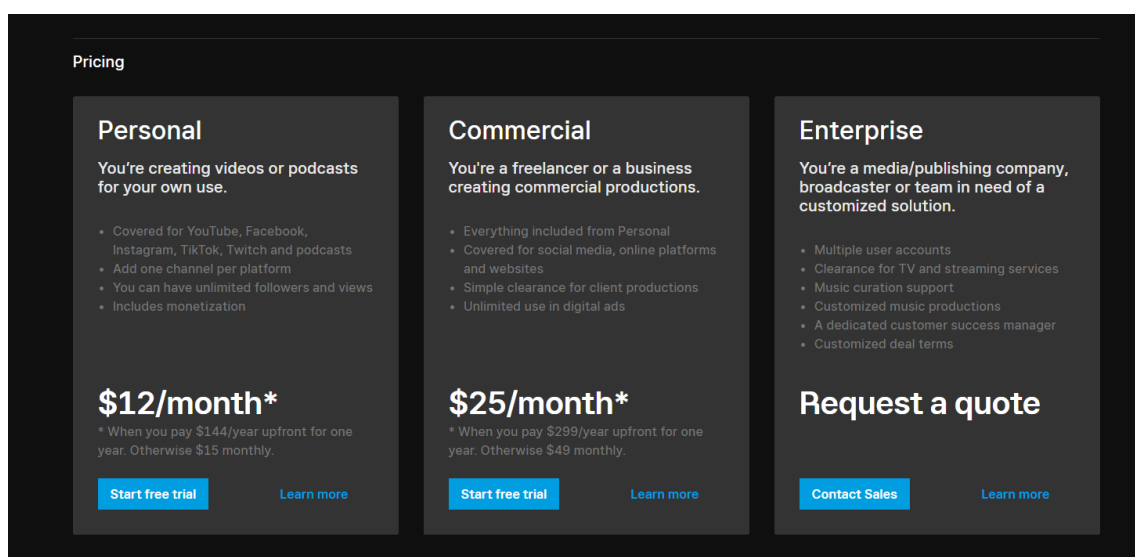 Pricing
Personal
You're creating videos or podcasts
for your own use.
• Covered for YouTube, Facebook,
Instagram, TikTok, Twitch and podcasts
• Add one channel per platform
• You can have unlimited followers and views
• Includes monetization
$12/month*
* When you pay $144/year upfront for one
year. Otherwise $15 monthly.
Start free trial
Learn more
Commercial
You're a freelancer or a business
creating commercial productions.
• Everything included from Personal
• Covered for social media, online platforms
and websites
• Simple clearance for client productions
• Unlimited use in digital ads
$25/month*
* When you pay $299/year upfront for one
year. Otherwise $49 monthly.
Start free trial
Learn more
Enterprise
You're a media/publishing company,
broadcaster or team in need of a
customized solution.
• Multiple user accounts
• Clearance for TV and streaming services
• Music curation support
• Customized music productions
• A dedicated customer success manager
• Customized deal terms
Request a quote
Contact Sales
Learn more